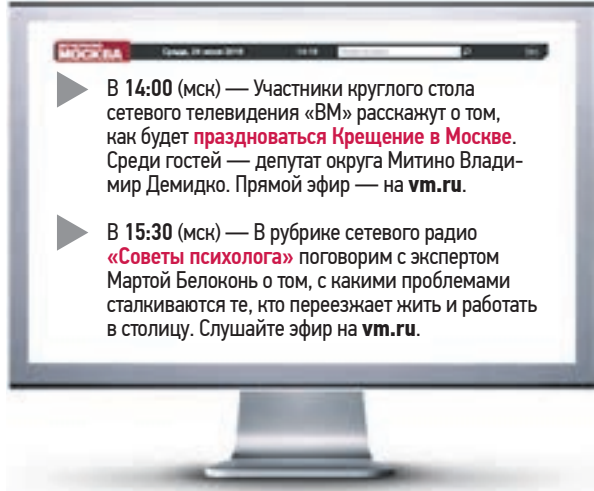 МОСКВА
В 14:00 (мск) — Участники круглого стола
сетевого телевидения «ВМ» расскажут о том,
как будет праздноваться Крещение в Москве.
Среди гостей — депутат округа Митино Влади-
мир Демидко. Прямой эфир — на vm.ru.
В 15:30 (мск) — В рубрике сетевого радио
«Советы психолога» поговорим с экспертом
Мартой Белоконь о том, с какими проблемами
сталкиваются те, кто переезжает жить и работать
в столицу. Слушайте эфир на vm.ru.